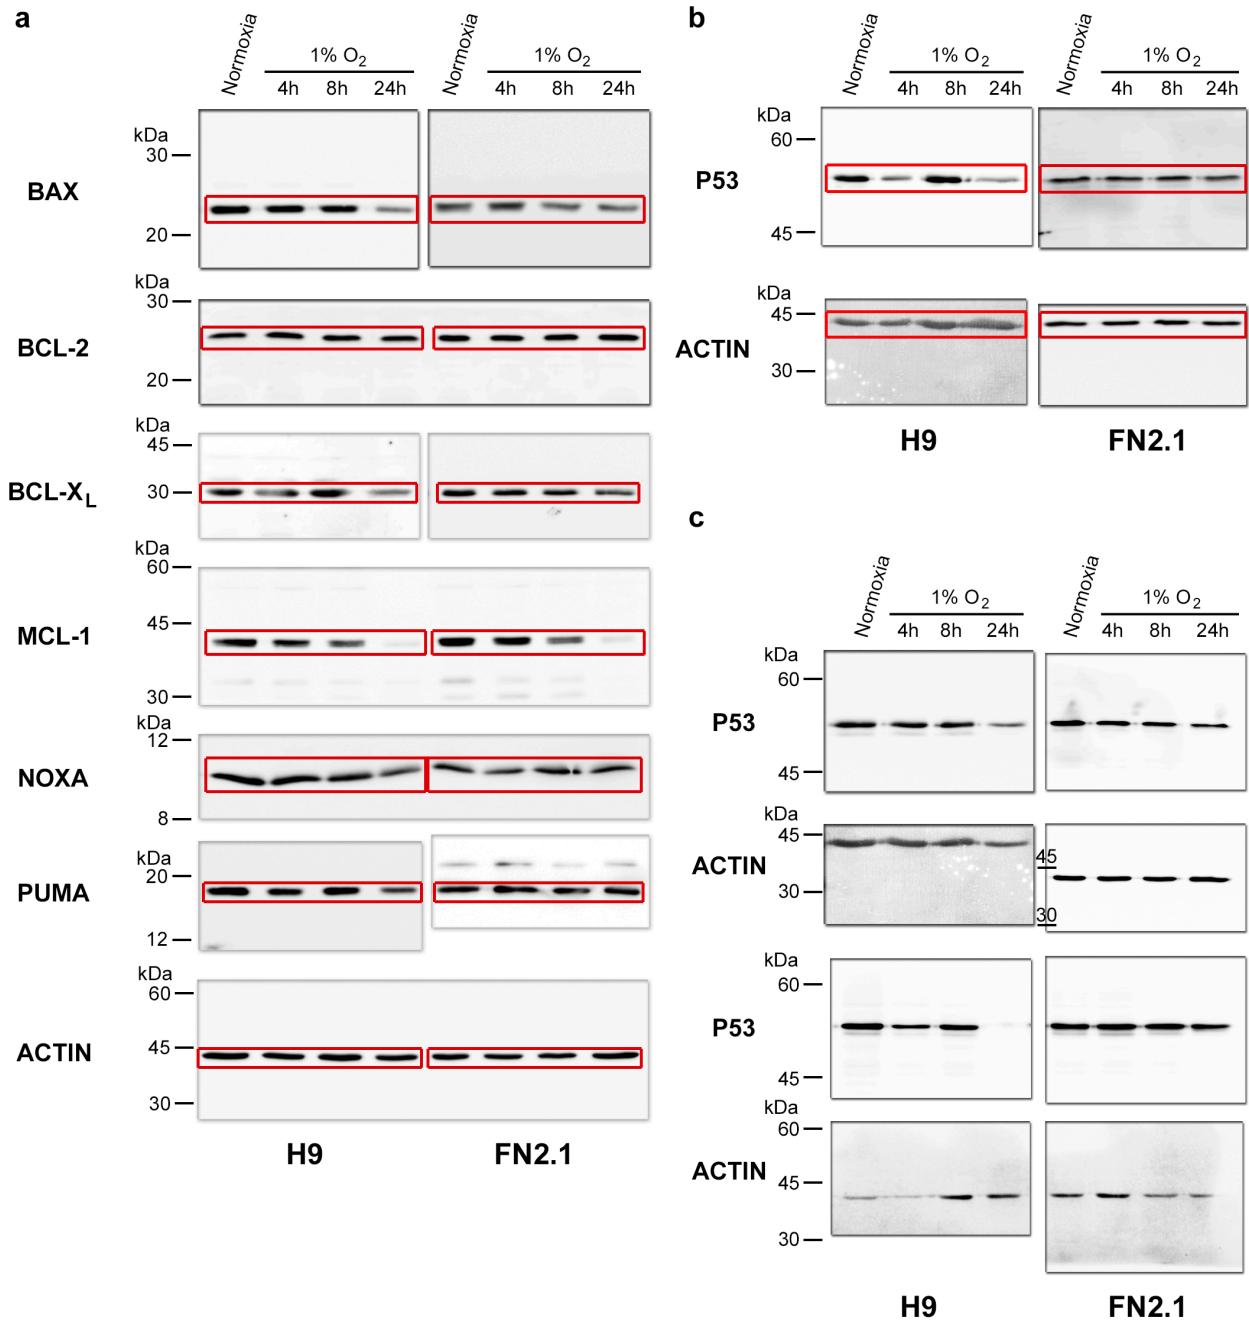 a
Normoxia
1% O2
4h 8h 24h
Normoxia
1% O2
4h 8h 24h
BAX
kDa
30
20
BCL-2
kDa
30
20
BCL-XL
kDa
45
30
MCL-1
kDa
60
45
30
NOXA
kDa
12
8
PUMA
kDa
20
12
ACTIN
kDa
60
45
30
H9 FN2.1
b
Normoxia
1% O2
4h 8h 24h
Normoxia
1% O2
4h 8h 24h
P53
kDa
60
45
ACTIN
kDa
45
30
H9 FN2.1
c
Normoxia
1% O2
4h 8h 24h
Normoxia
1% O2
4h 8h 24h
P53
kDa
60
45
ACTIN
kDa
45
30
45
30
P53
kDa
60
45
ACTIN
kDa
60
45
30
H9 FN2.1